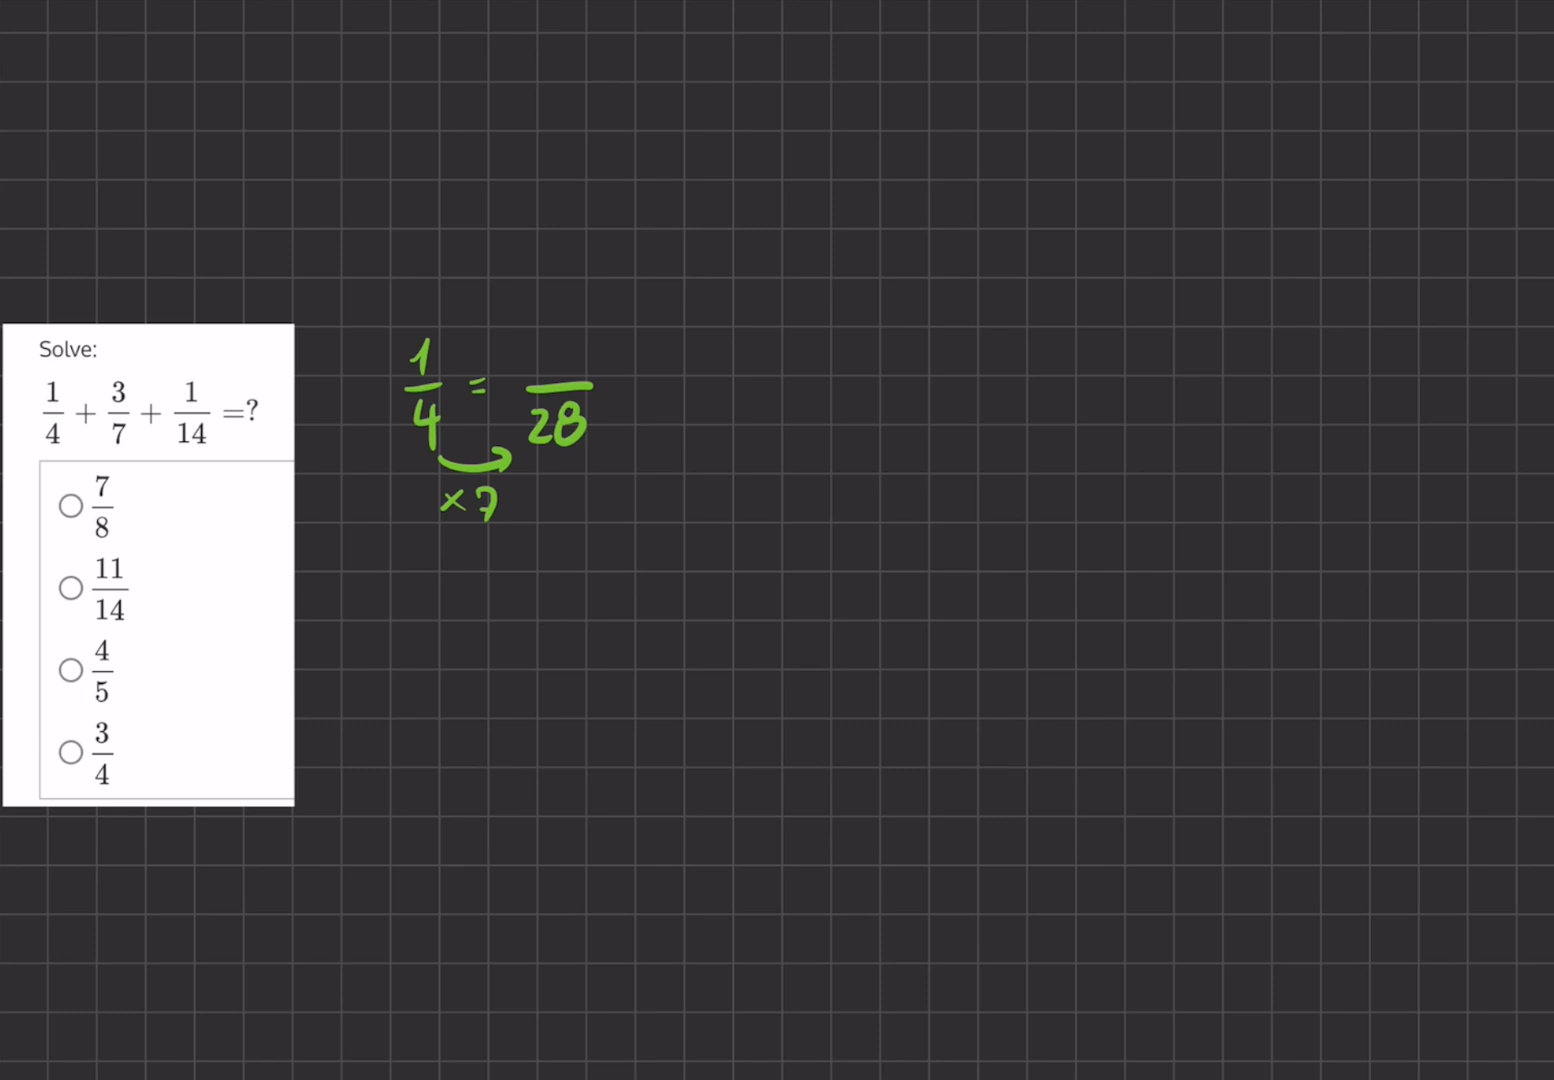 Solve:
1/4 + 3/7 + 1/14 =?
7/8
11/14
4/5
3/4
1/4 = /28
×7